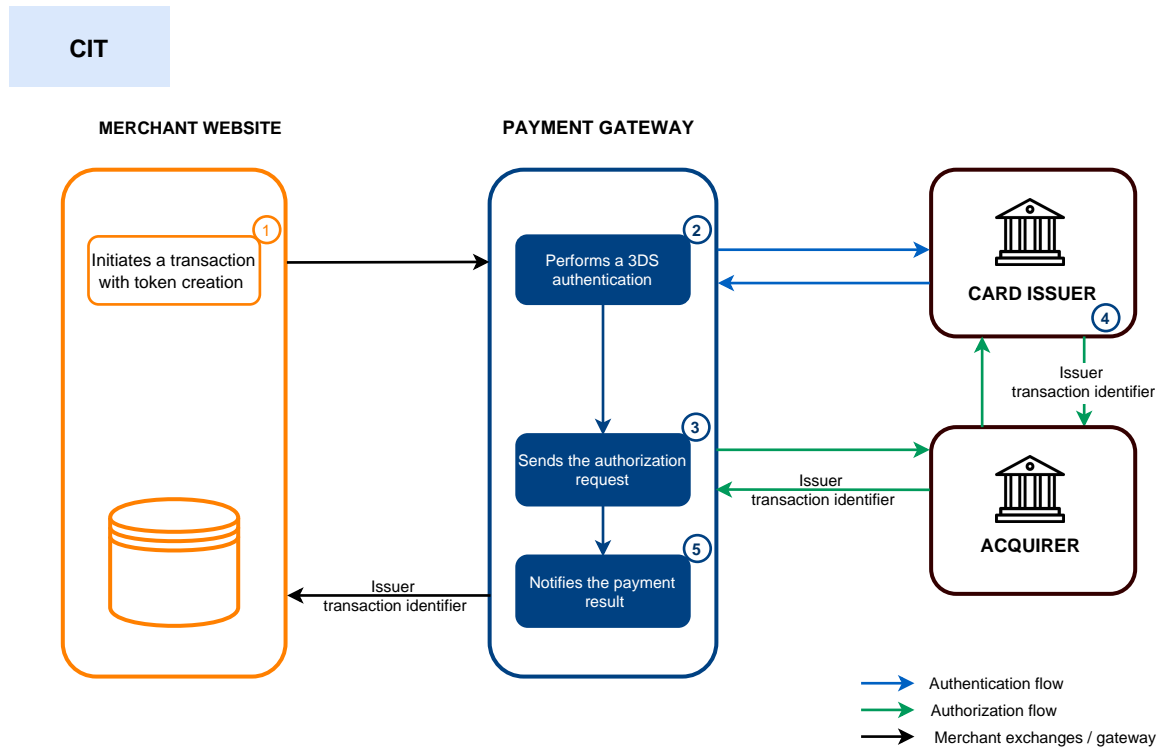 CIT
MERCHANT WEBSITE
PAYMENT GATEWAY
1
Initiates a transaction
with token creation
2
Performs a 3DS
authentication
CARD ISSUER
4
Issuer
transaction identifier
3
Sends the authorization
request
Issuer
transaction identifier
ACQUIRER
5
Notifies the payment
result
Issuer
transaction identifier
Authentication flow
Authorization flow
Merchant exchanges / gateway